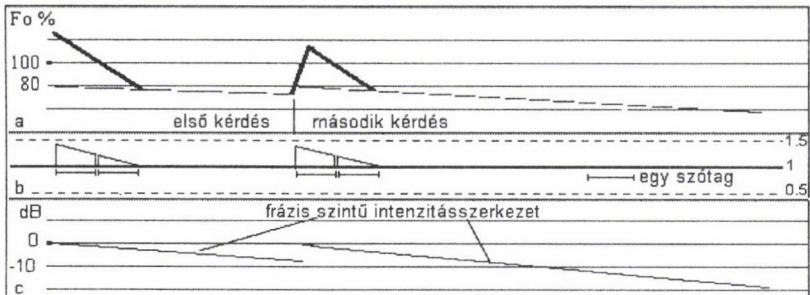 Fo %
100
80
első kérdés
második kérdés
a
1.5
1
egy szótag
b
0.5
dB
frázis szintű intenzitásszerkezet
0
-10
c